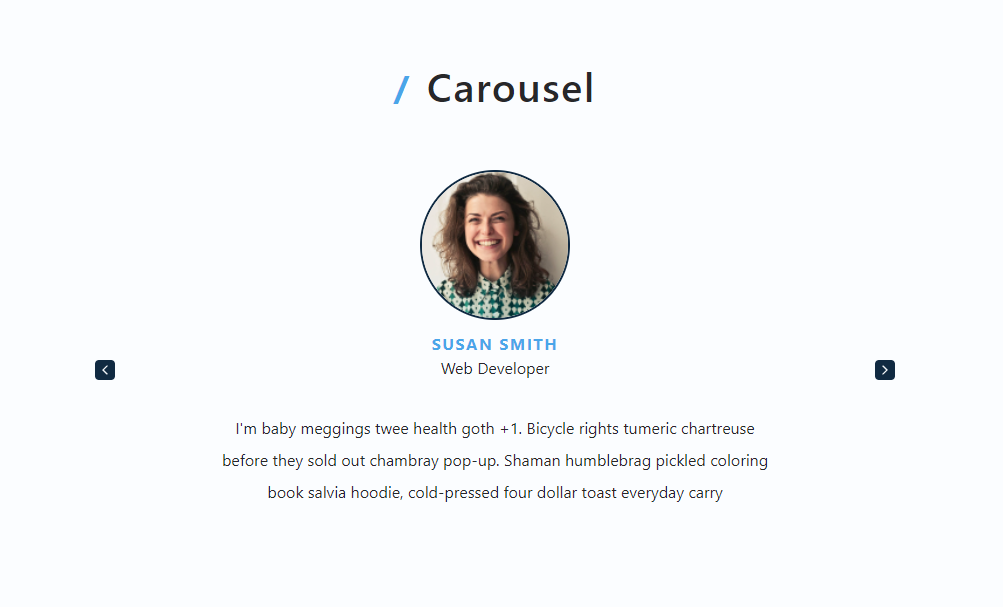 / Carousel
SUSAN SMITH
Web Developer
I'm baby meggings twee health goth +1. Bicycle rights tumeric chartreuse
before they sold out chambray pop-up. Shaman humblebrag pickled coloring
book salvia hoodie, cold-pressed four dollar toast everyday carry